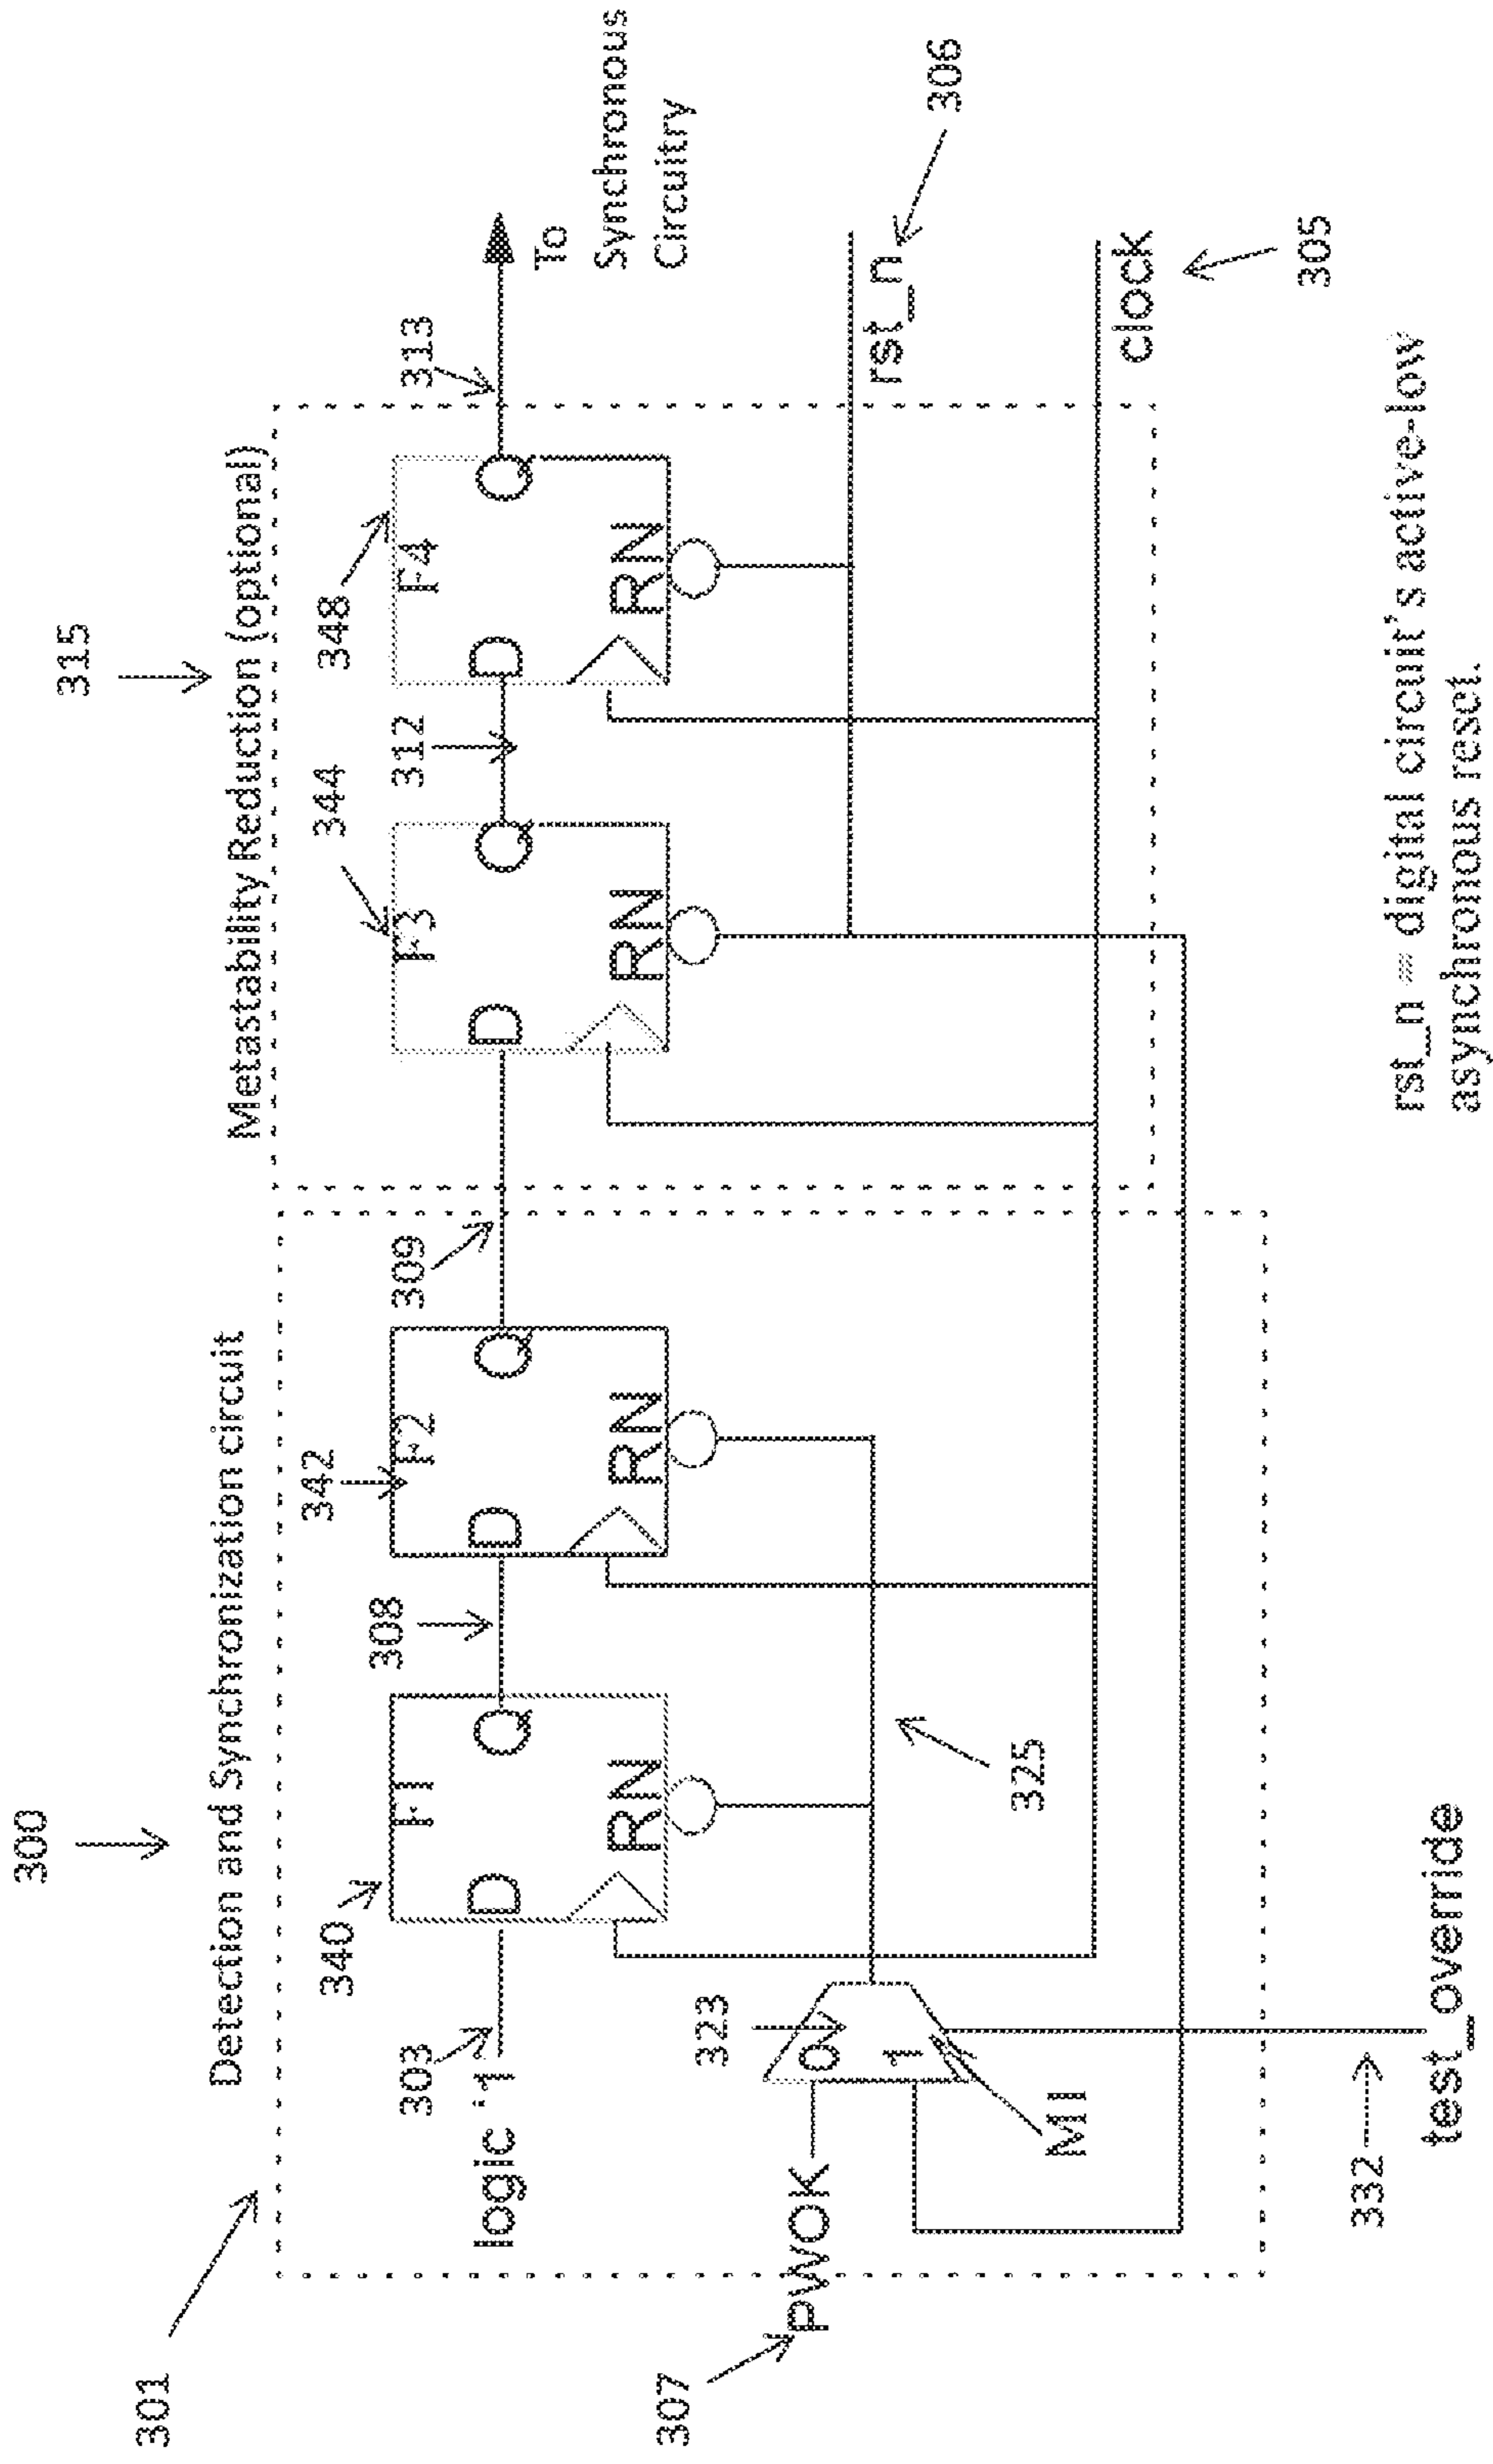 300
315
301
Detection and Synchronization circuit
Metastability Reduction (optional)
340
342
344
348
F1
F2
F3
F4
303
308
309
312
313
logic '1'
D
Q
D
Q
D
Q
D
Q
To
Synchronous
Circuitry
RN
RN
RN
RN
307
PWOK
323
0
1
M1
325
rst_n
306
clock
305
332
test_override
rst_n = digital circuit's active-low
asynchronous reset.